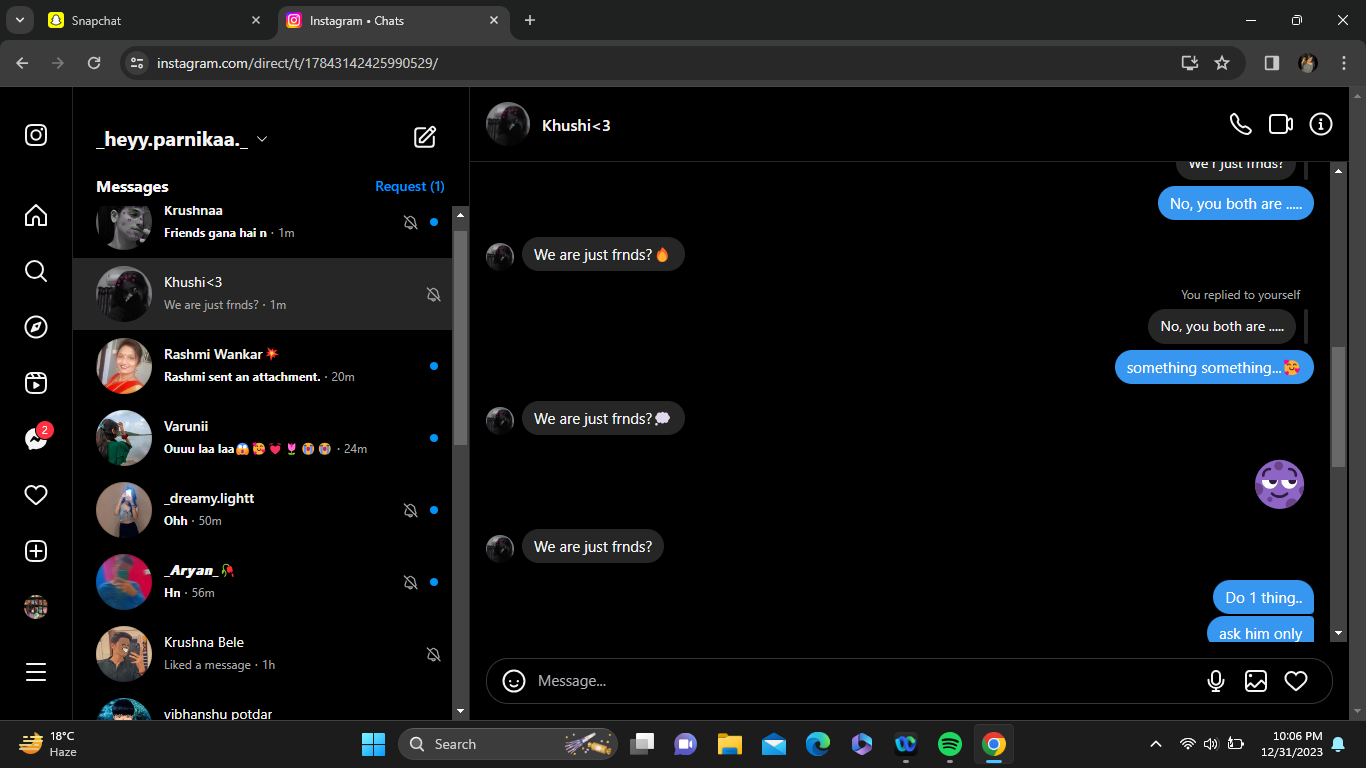 Snapchat
Instagram • Chats
instagram.com/direct/t/17843142425990529/
_heyy.parnikaa._
Messages
Request (1)
Krushnaa
Friends gana hai n · 1m
Khushi<3
We are just frnds? · 1m
Rashmi Wankar💥
Rashmi sent an attachment. · 20m
Varunii
Ouuu laa laa😱🥰💓🌷😭😭 · 24m
_dreamy.lightt
Ohh · 50m
_Aryan_🥀
Hn · 56m
Krushna Bele
Liked a message · 1h
vibhanshu potdar
2
Khushi<3
We r just frnds?
No, you both are .....
We are just frnds?🔥
You replied to yourself
No, you both are .....
something something...🥰
We are just frnds?💭
We are just frnds?
Do 1 thing..
ask him only
Message...
18°C
Haze
Search
10:06 PM
12/31/2023